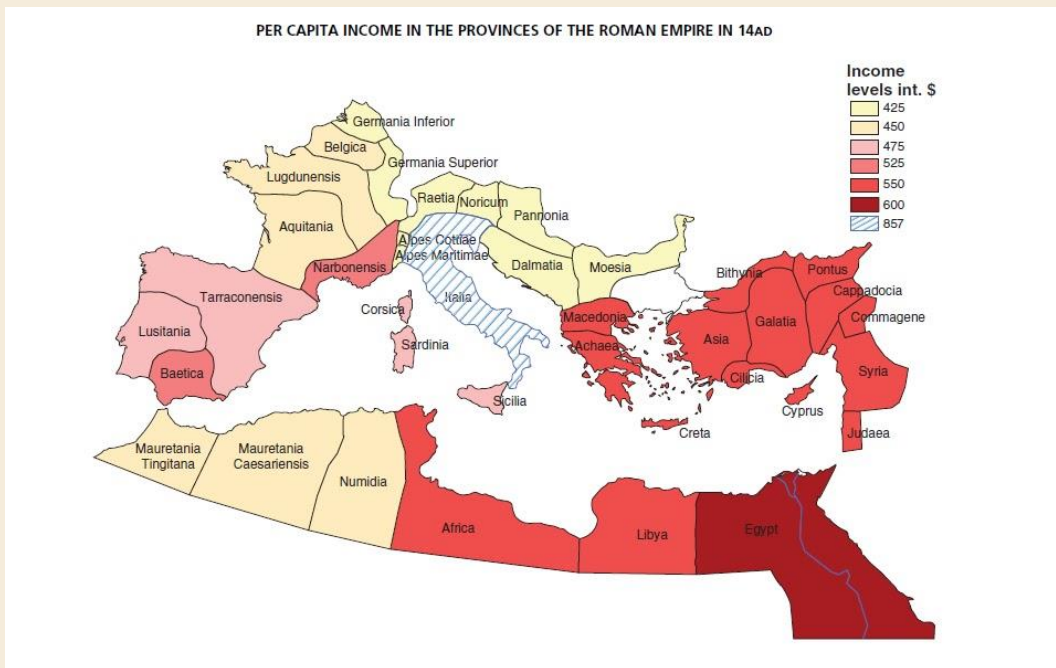 PER CAPITA INCOME IN THE PROVINCES OF THE ROMAN EMPIRE IN 14AD
Income
levels int. $
425
450
475
525
550
600
857
Germania Inferior
Belgica
Germania Superior
Lugdunensis
Raetia
Noricum
Pannonia
Aquitania
Alpes Cottiae
Alpes Maritimae
Narbonensis
Dalmatia
Moesia
Italia
Tarraconensis
Corsica
Lusitania
Sardinia
Baetica
Sicilia
Macedonia
Achaea
Bithynia
Pontus
Cappadocia
Galatia
Commagene
Asia
Cilicia
Syria
Cyprus
Creta
Judaea
Mauretania
Tingitana
Mauretania
Caesariensis
Numidia
Africa
Libya
Egypt